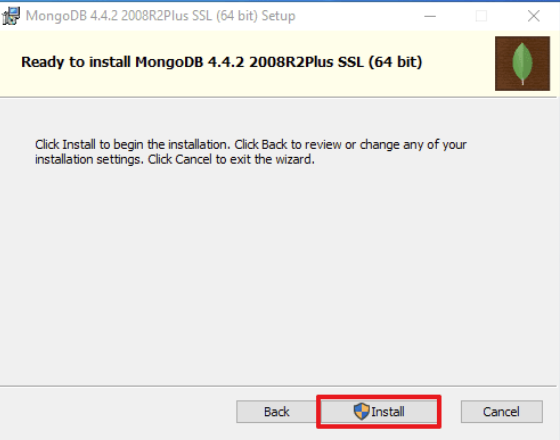 MongoDB 4.4.2 2008R2Plus SSL (64 bit) Setup
Ready to install MongoDB 4.4.2 2008R2Plus SSL (64 bit)
Click Install to begin the installation. Click Back to review or change any of your
installation settings. Click Cancel to exit the wizard.
Back Install Cancel